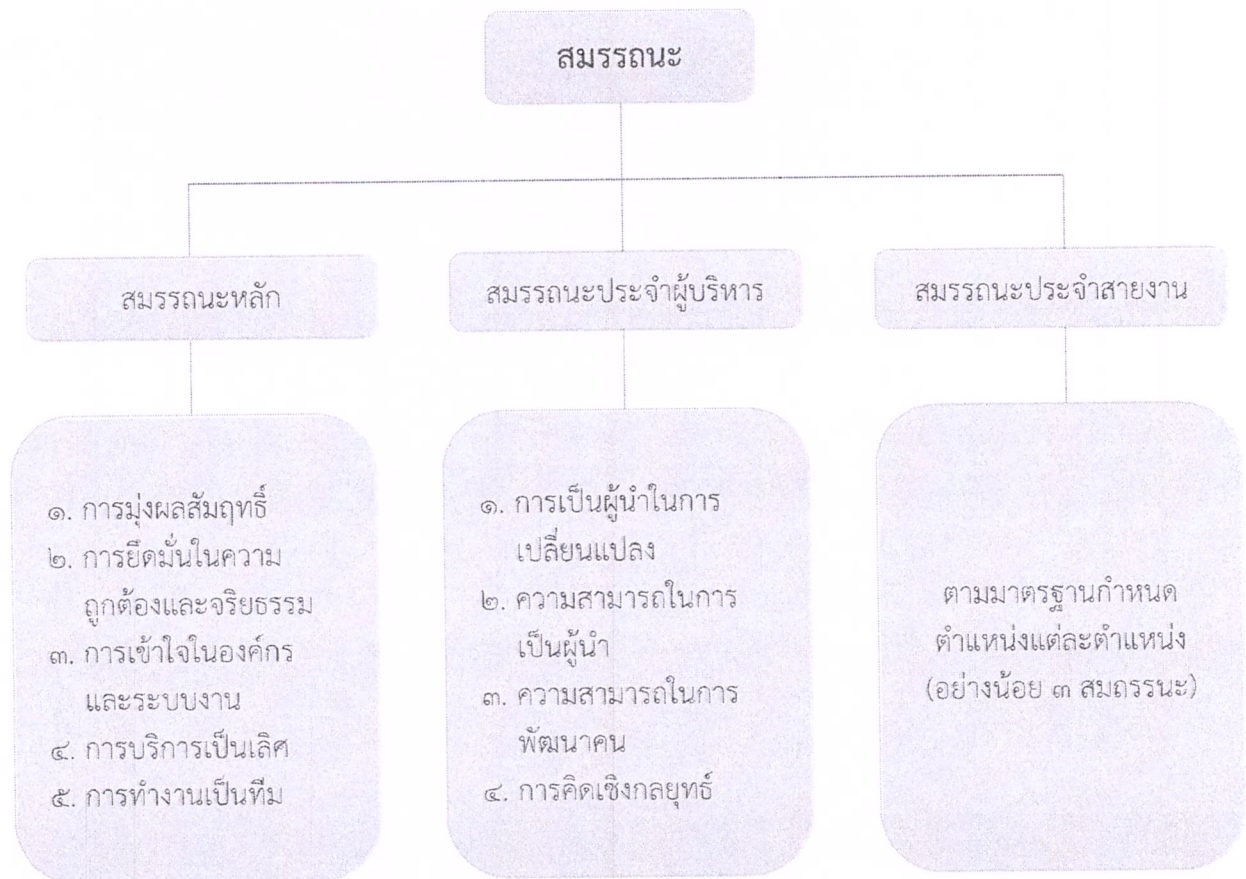 สมรรถนะ
สมรรถนะหลัก
๑. การมุ่งผลสัมฤทธิ์
๒. การยึดมั่นในความ
ถูกต้องและจริยธรรม
๓. การเข้าใจในองค์กร
และระบบงาน
๔. การบริการเป็นเลิศ
๕. การทำงานเป็นทีม
สมรรถนะประจำผู้บริหาร
๑. การเป็นผู้นำในการ
เปลี่ยนแปลง
๒. ความสามารถในการ
เป็นผู้นำ
๓. ความสามารถในการ
พัฒนาคน
๔. การคิดเชิงกลยุทธ์
สมรรถนะประจำสายงาน
ตามมาตรฐานกำหนด
ตำแหน่งแต่ละตำแหน่ง
(อย่างน้อย ๓ สมถรรนะ)